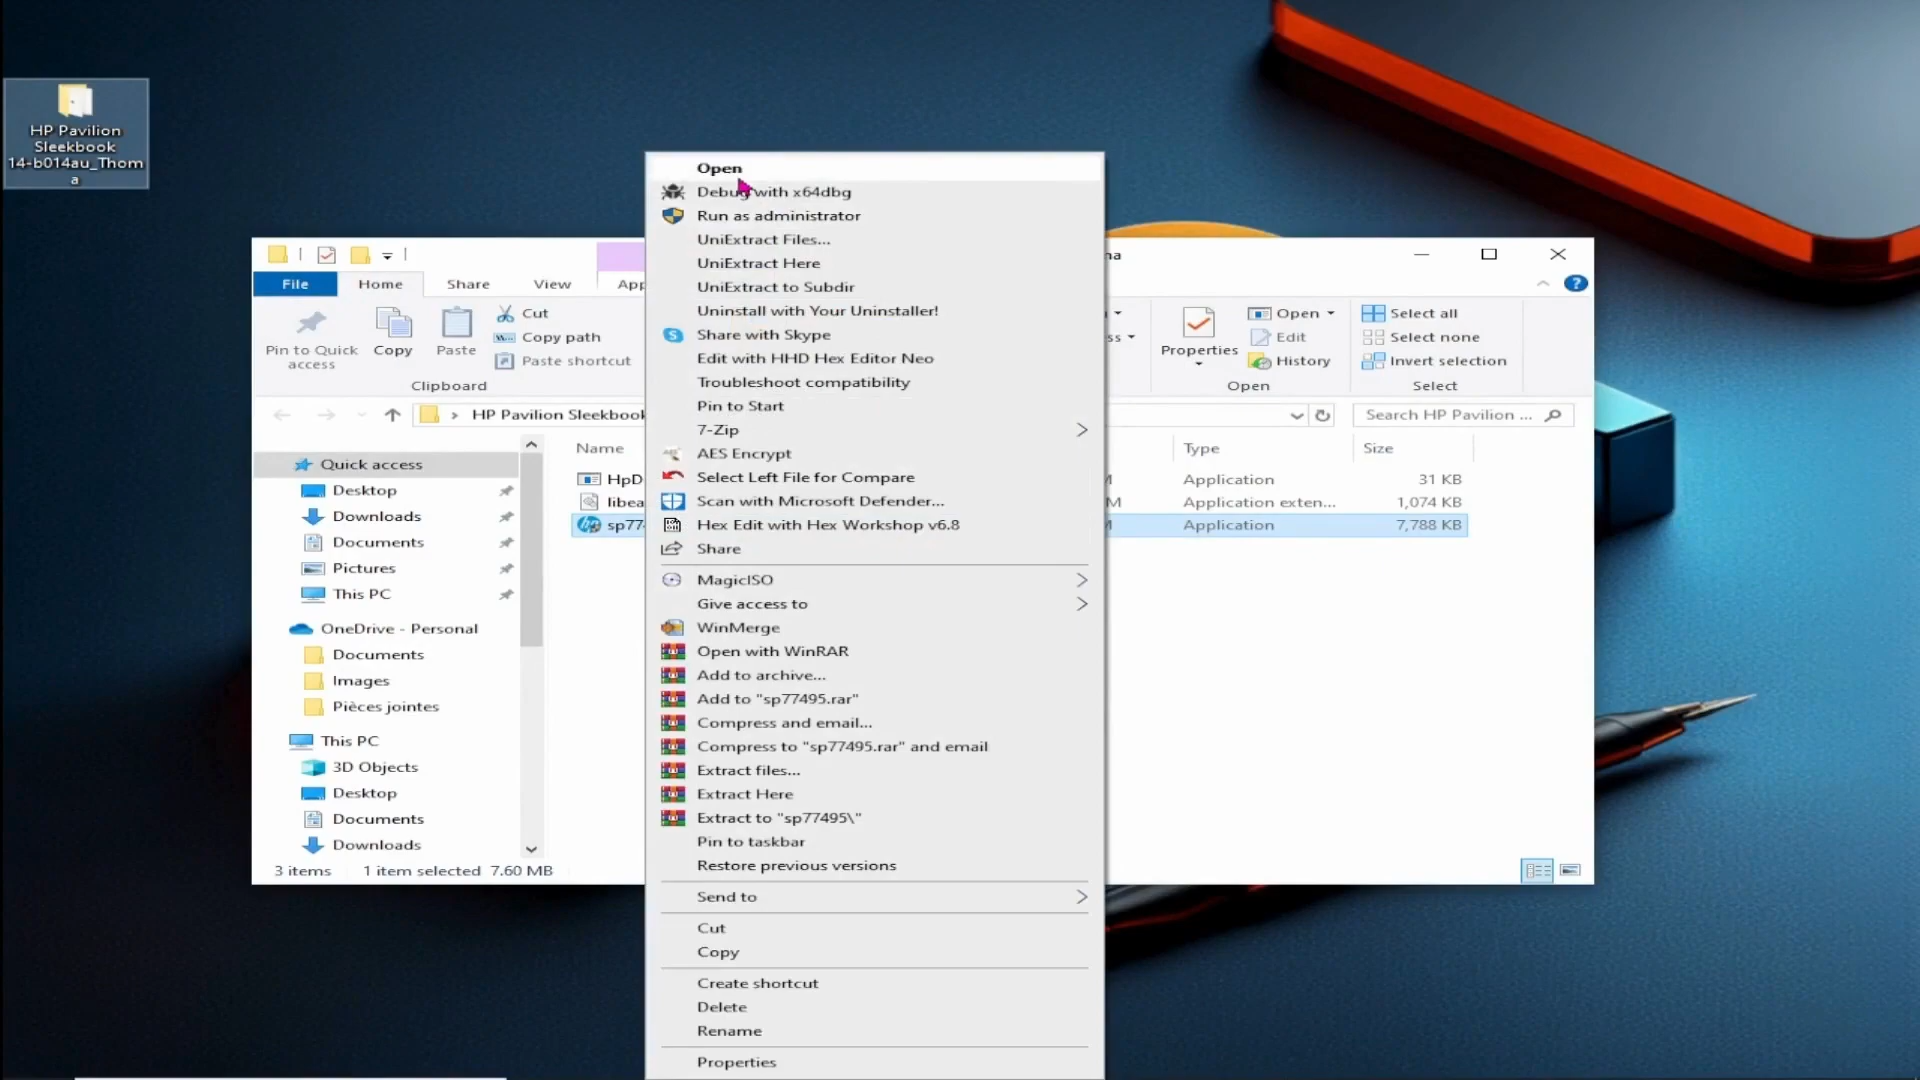 HP Pavilion
Sleekbook
14-b014au_Thom
a
File
Home
Share
View
App
Pin to Quick
access
Copy
Paste
Cut
Copy path
Paste shortcut
Clipboard
HP Pavilion Sleekbook
Quick access
Desktop
Downloads
Documents
Pictures
This PC
OneDrive - Personal
Documents
Images
Pièces jointes
This PC
3D Objects
Desktop
Documents
Downloads
3 items 1 item selected 7.60 MB
Name
HpD
libea
sp77
Open
Debug with x64dbg
Run as administrator
UniExtract Files...
UniExtract Here
UniExtract to Subdir
Uninstall with Your Uninstaller!
Share with Skype
Edit with HHD Hex Editor Neo
Troubleshoot compatibility
Pin to Start
7-Zip
AES Encrypt
Select Left File for Compare
Scan with Microsoft Defender...
Hex Edit with Hex Workshop v6.8
Share
MagicISO
Give access to
WinMerge
Open with WinRAR
Add to archive...
Add to "sp77495.rar"
Compress and email...
Compress to "sp77495.rar" and email
Extract files...
Extract Here
Extract to "sp77495\"
Pin to taskbar
Restore previous versions
Send to
Cut
Copy
Create shortcut
Delete
Rename
Properties
na
ss
Properties
Open
Edit
History
Open
Select all
Select none
Invert selection
Select
Search HP Pavilion ...
Type Size
M Application 31 KB
M Application exten... 1,074 KB
M Application 7,788 KB